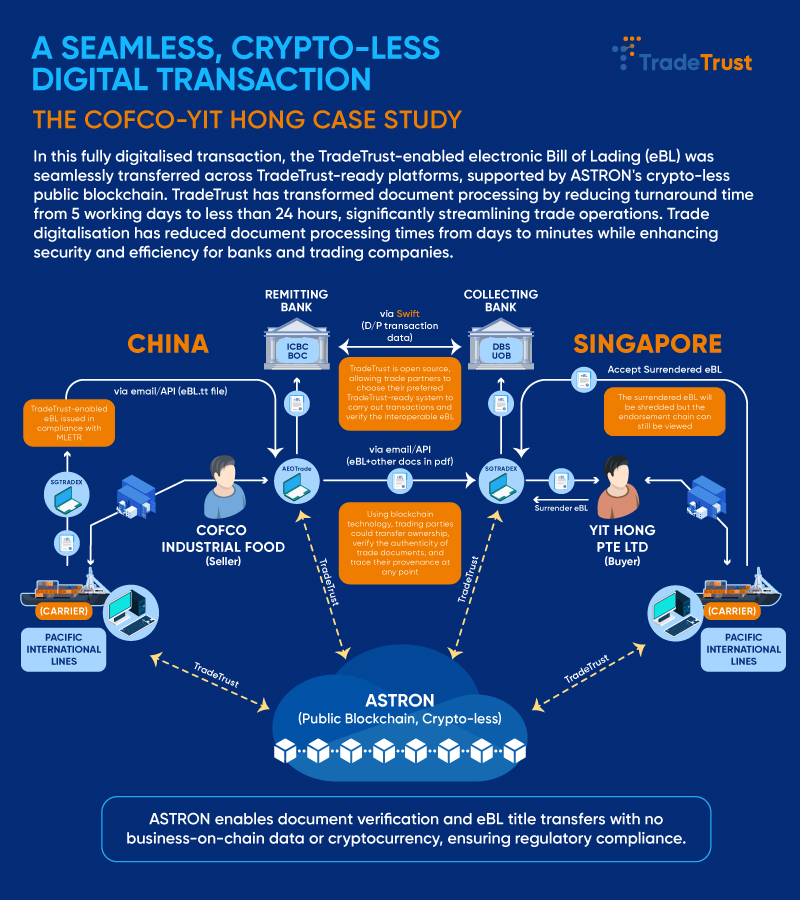 A SEAMLESS, CRYPTO-LESS
DIGITAL TRANSACTION
TradeTrust
THE COFCO-YIT HONG CASE STUDY
In this fully digitalised transaction, the TradeTrust-enabled electronic Bill of Lading (eBL) was
seamlessly transferred across TradeTrust-ready platforms, supported by ASTRON's crypto-less
public blockchain. TradeTrust has transformed document processing by reducing turnaround time
from 5 working days to less than 24 hours, significantly streamlining trade operations. Trade
digitalisation has reduced document processing times from days to minutes while enhancing
security and efficiency for banks and trading companies.
REMITTING
BANK
ICBC
BOC
via Swift
(D/P transaction
data)
COLLECTING
BANK
DBS
UOB
CHINA
SINGAPORE
TradeTrust is open source,
allowing trade partners to
choose their preferred
TradeTrust-ready system to
carry out transactions and
verify the interoperable eBL
Accept Surrendered eBL
via email/API (eBL.tt file)
The surrendered eBL will
be shredded but the
endorsement chain can
still be viewed
TradeTrust-enabled
eBL issued in
compliance with
MLETR
via email/API
(eBL+other docs in pdf)
SGTRADEX
AEOTrade
SGTRADEX
Surrender eBL
COFCO
INDUSTRIAL FOOD
(Seller)
Using blockchain
technology, trading parties
could transfer ownership,
verify the authenticity of
trade documents, and
trace their provenance at
any point
YIT HONG
PTE LTD
(Buyer)
TradeTrust
TradeTrust
(CARRIER)
PACIFIC
INTERNATIONAL
LINES
(CARRIER)
PACIFIC
INTERNATIONAL
LINES
TradeTrust
TradeTrust
ASTRON
(Public Blockchain, Crypto-less)
ASTRON enables document verification and eBL title transfers with no
business-on-chain data or cryptocurrency, ensuring regulatory compliance.